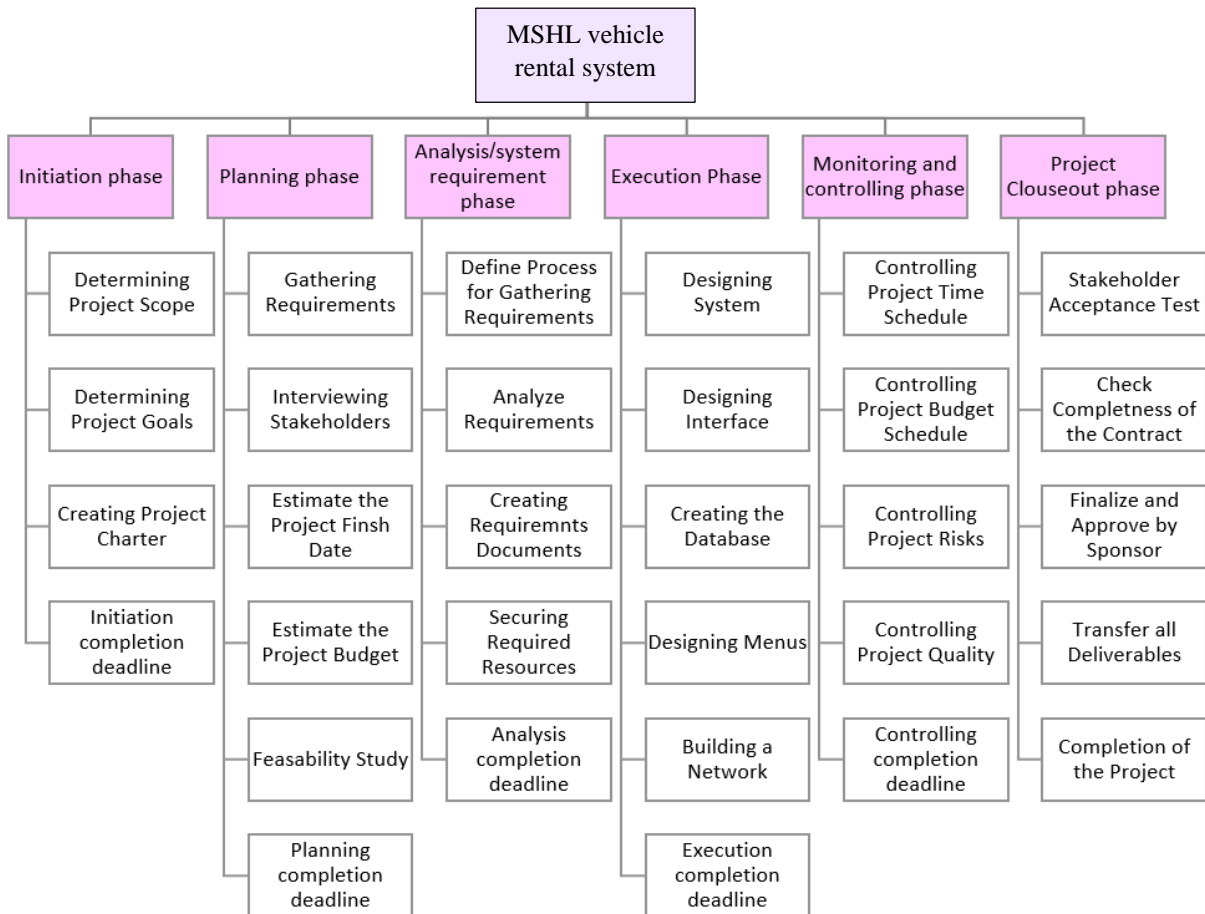 MSHL vehicle
rental system
Initiation phase
Planning phase
Analysis/system
requirement
phase
Execution Phase
Monitoring and
controlling phase
Project
Clouseout phase
Determining
Project Scope
Determining
Project Goals
Creating Project
Charter
Initiation
completion
deadline
Gathering
Requirements
Interviewing
Stakeholders
Estimate the
Project Finsh
Date
Estimate the
Project Budget
Feasability Study
Planning
completion
deadline
Define Process
for Gathering
Requirements
Analyze
Requirements
Creating
Requiremnts
Documents
Securing
Required
Resources
Analysis
completion
deadline
Designing
System
Designing
Interface
Creating the
Database
Designing Menus
Building a
Network
Execution
completion
deadline
Controlling
Project Time
Schedule
Controlling
Project Budget
Schedule
Controlling
Project Risks
Controlling
Project Quality
Controlling
completion
deadline
Stakeholder
Acceptance Test
Check
Completness of
the Contract
Finalize and
Approve by
Sponsor
Transfer all
Deliverables
Completion of
the Project